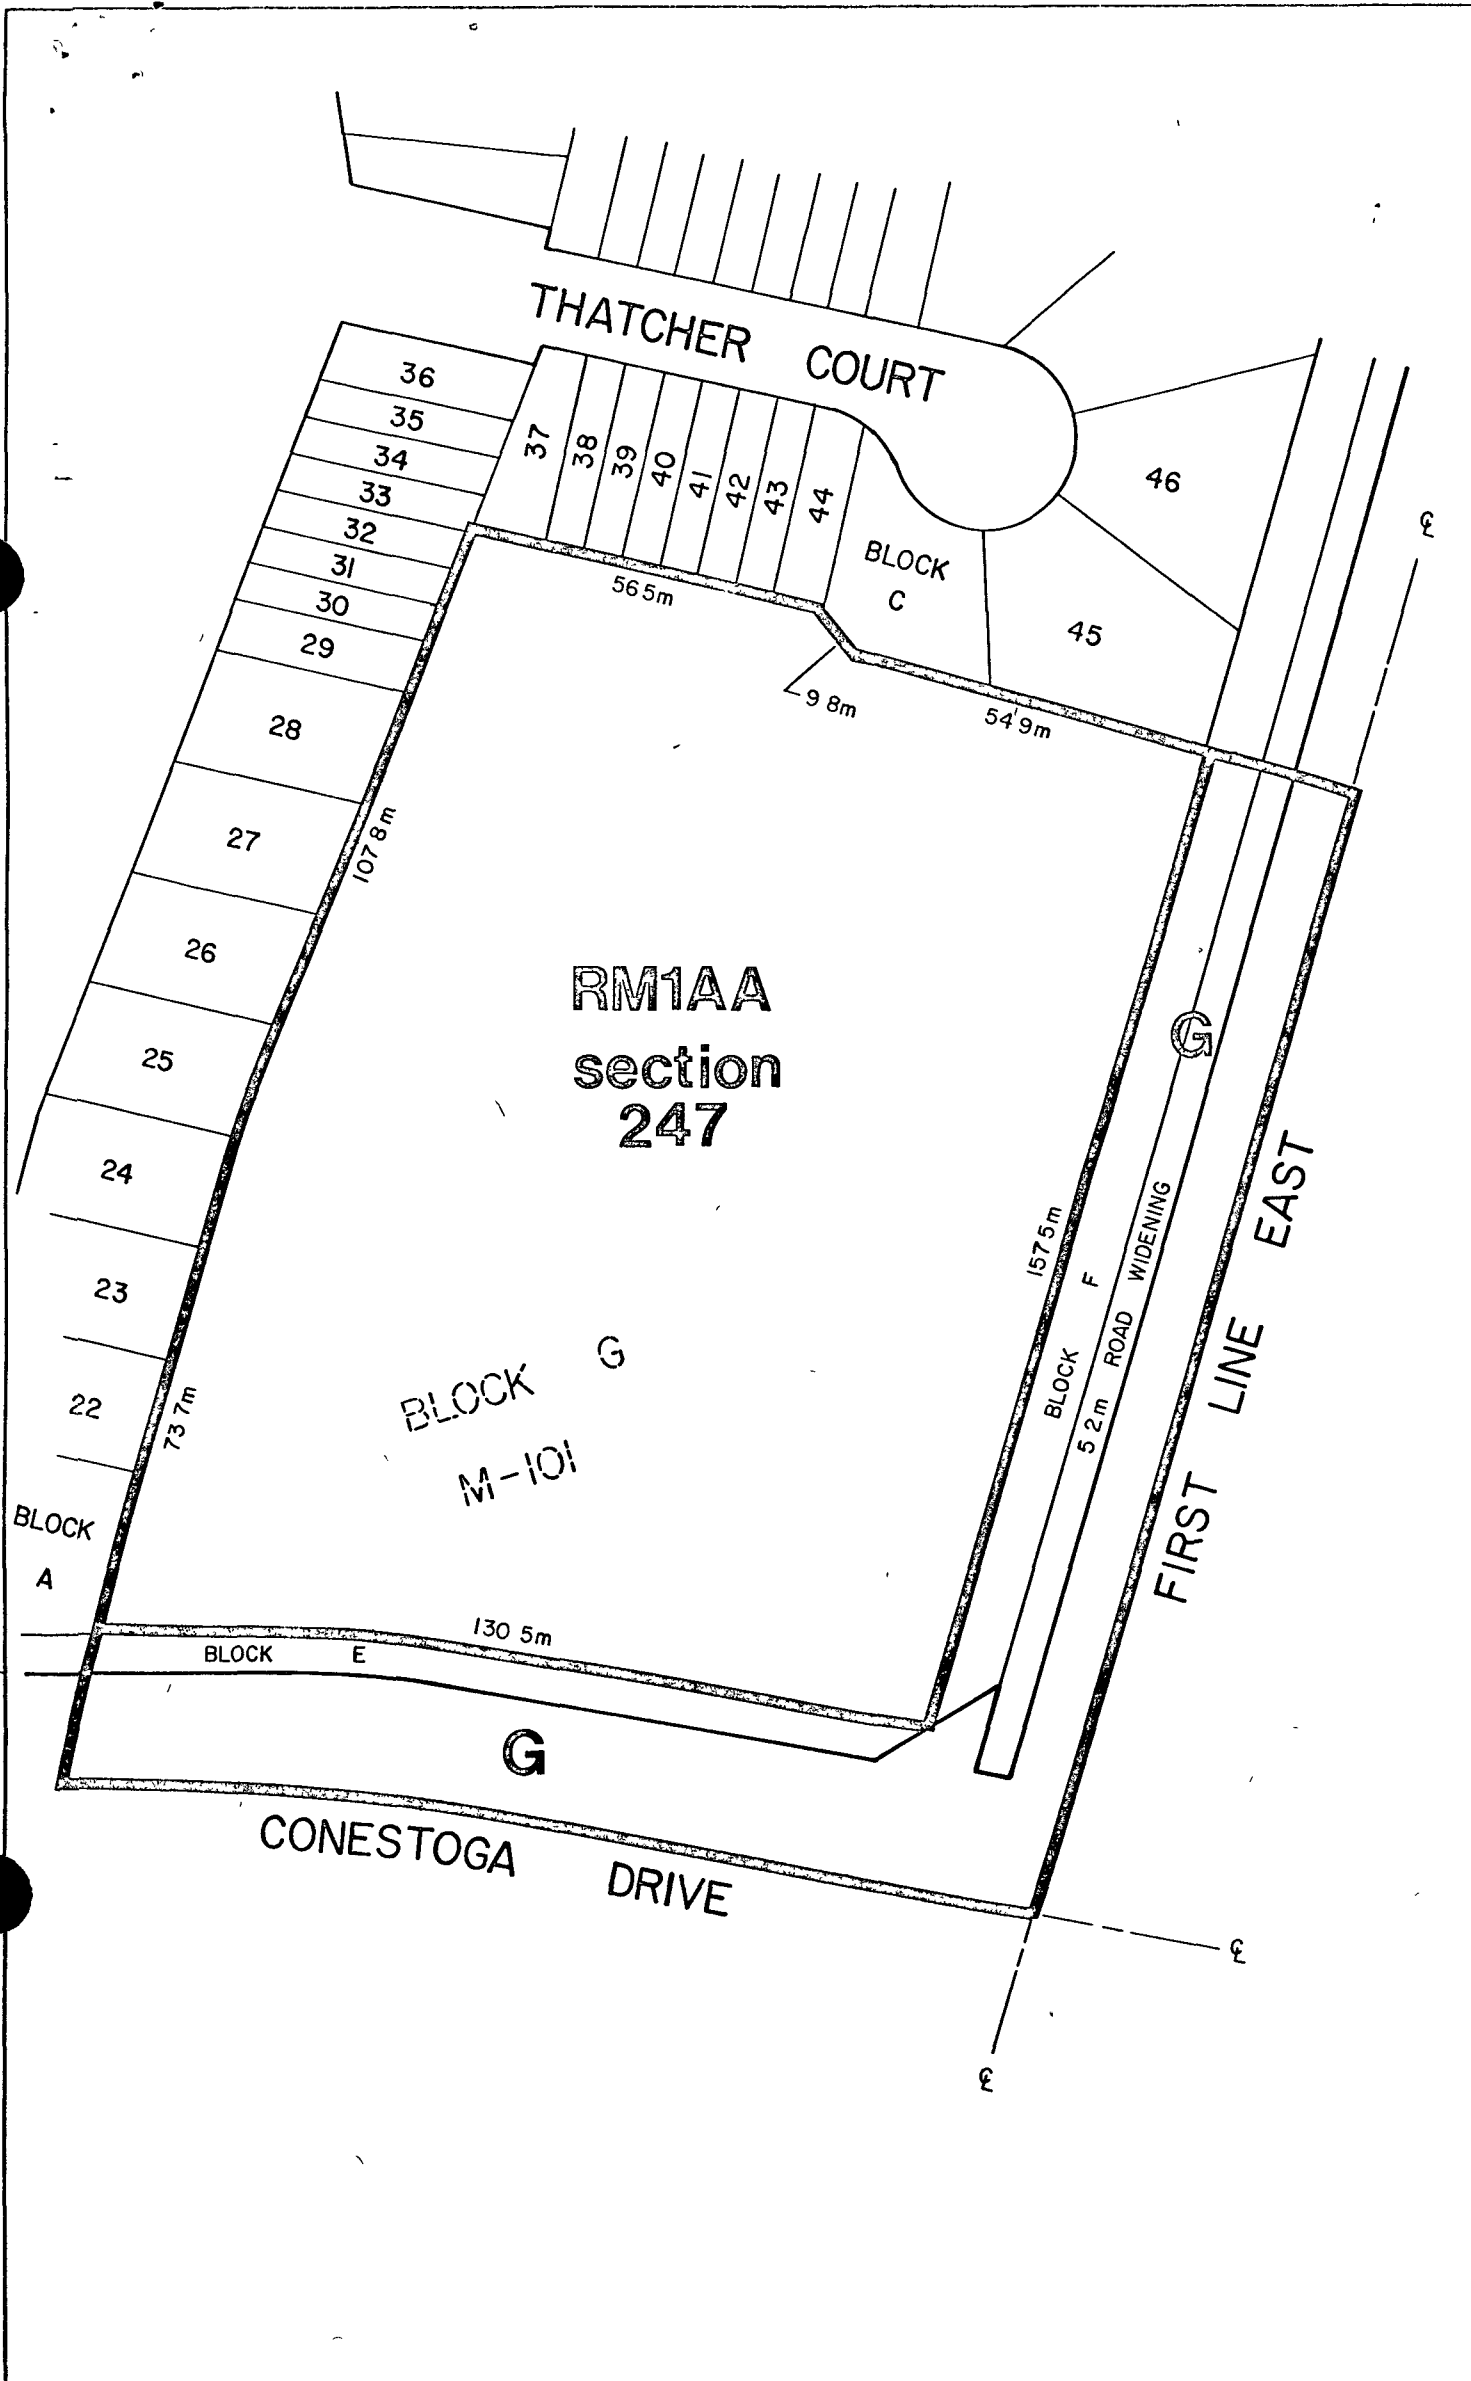 THATCHER COURT
36
35
34
33
32
31
30
29
28
27
26
25
24
23
22
BLOCK
A
37
38
39
40
41
42
43
44
BLOCK
C
45
46
℄
56 5m
9 8m
54 9m
107 8m
RM1AA
section
247
G
157 5m
BLOCK F
5 2m ROAD WIDENING
FIRST LINE EAST
BLOCK G
M-101
73 7m
130 5m
BLOCK E
G
CONESTOGA DRIVE
℄
℄